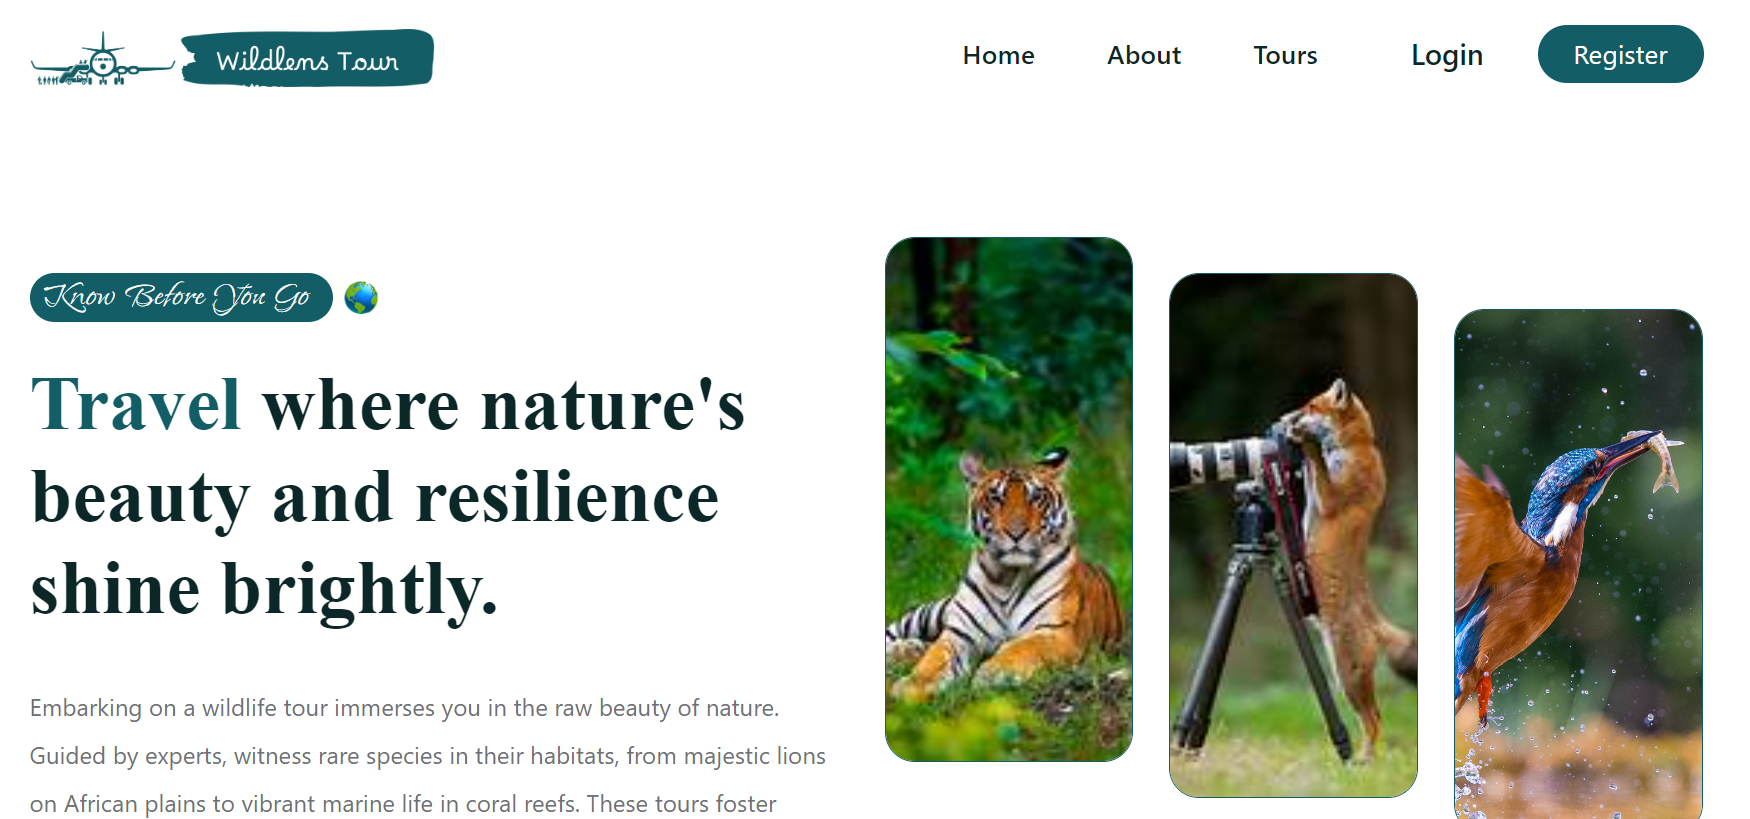 Wildlens Tour
Home
About
Tours
Login
Register
Know Before You Go
Travel where nature's
beauty and resilience
shine brightly.
Embarking on a wildlife tour immerses you in the raw beauty of nature.
Guided by experts, witness rare species in their habitats, from majestic lions
on African plains to vibrant marine life in coral reefs. These tours foster